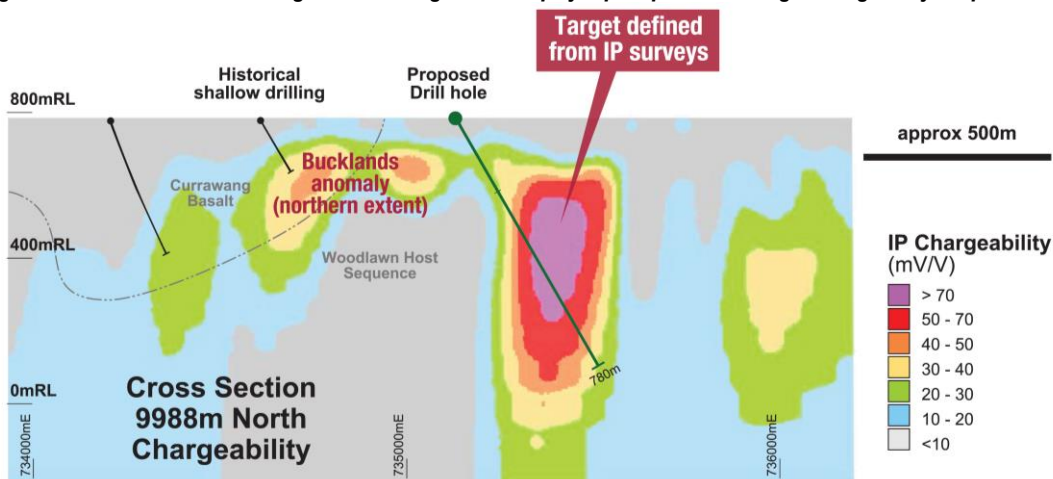 Target defined
from IP surveys
Historical
shallow drilling
Proposed
Drill hole
800mRL
approx 500m
Bucklands
anomaly
(northern extent)
Currawang
Basalt
400mRL
Woodlawn Host
Sequence
IP Chargeability
(mV/V)
> 70
50 - 70
40 - 50
30 - 40
20 - 30
10 - 20
<10
780m
0mRL
Cross Section
9988m North
Chargeability
734000mE
735000mE
736000mE